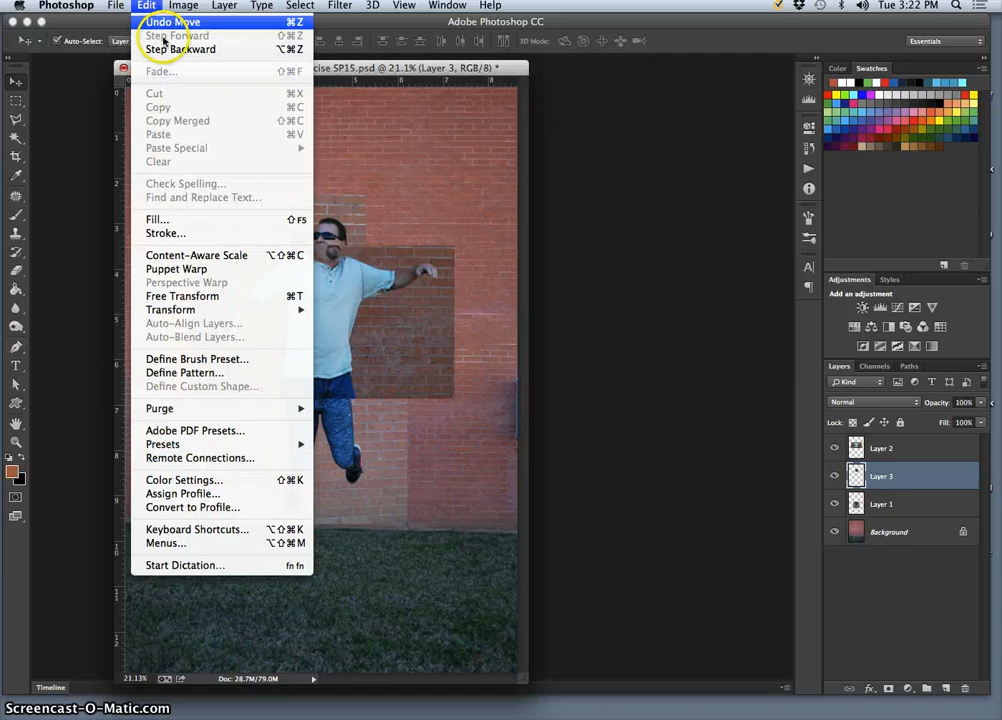 Photoshop File Edit Image Layer Type Select Filter 3D View Window Help Tue 3:22 PM
Adobe Photoshop CC
Auto-Select: Layer 3D Mode: Essentials
cise SP15.psd @ 21.1% (Layer 3, RGB/8) *
Undo Move ⌘Z
Step Forward ⇧⌘Z
Step Backward ⌥⌘Z
Fade... ⇧⌘F
Cut ⌘X
Copy ⌘C
Copy Merged ⇧⌘C
Paste ⌘V
Paste Special
Clear
Check Spelling...
Find and Replace Text...
Fill... ⇧F5
Stroke...
Content-Aware Scale ⌥⇧⌘C
Puppet Warp
Perspective Warp
Free Transform ⌘T
Transform
Auto-Align Layers...
Auto-Blend Layers...
Define Brush Preset...
Define Pattern...
Define Custom Shape...
Purge
Adobe PDF Presets...
Presets
Remote Connections...
Color Settings... ⇧⌘K
Assign Profile...
Convert to Profile...
Keyboard Shortcuts... ⌥⇧⌘K
Menus... ⌥⇧⌘M
Start Dictation... fn fn
Color Swatches
Adjustments Styles
Add an adjustment
Layers Channels Paths
Kind
Normal Opacity: 100%
Lock: Fill: 100%
Layer 2
Layer 3
Layer 1
Background
21.13% Doc: 28.7M/79.0M
Timeline
Screencast-O-Matic.com